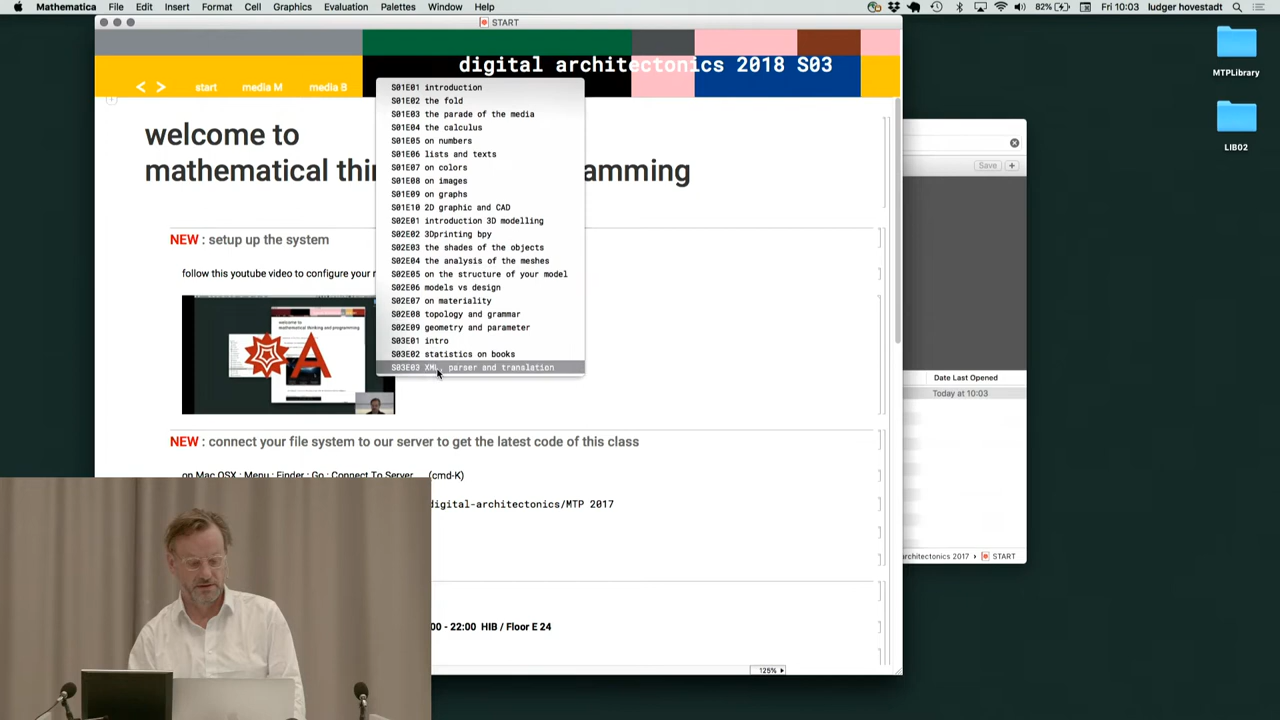 Mathematica File Edit Insert Format Cell Graphics Evaluation Palettes Window Help
82% Fri 10:03 ludger hovestadt
START
digital architectonics 2018 S03
< > start media M media B
S01E01 introduction
S01E02 the fold
S01E03 the parade of the media
S01E04 the calculus
S01E05 on numbers
S01E06 lists and texts
S01E07 on colors
S01E08 on images
S01E09 on graphs
S01E10 2D graphic and CAD
S02E01 introduction 3D modelling
S02E02 3Dprinting bpy
S02E03 the shades of the objects
S02E04 the analysis of the meshes
S02E05 on the structure of your model
S02E06 models vs design
S02E07 on materiality
S02E08 topology and grammar
S02E09 geometry and parameter
S03E01 intro
S03E02 statistics on books
S03E03 XML, parser and translation
welcome to
mathematical thin amming
NEW : setup up the system
follow this youtube video to configure your
NEW : connect your file system to our server to get the latest code of this class
on Mac OSX : Menu : Finder : Go : Connect To Server (cmd-K)
digital-architectonics/MTP 2017
00 - 22:00 HIB / Floor E 24
125%
Save +
Date Last Opened
Today at 10:03
architectonics 2017 › START
MTPLibrary
LIB02